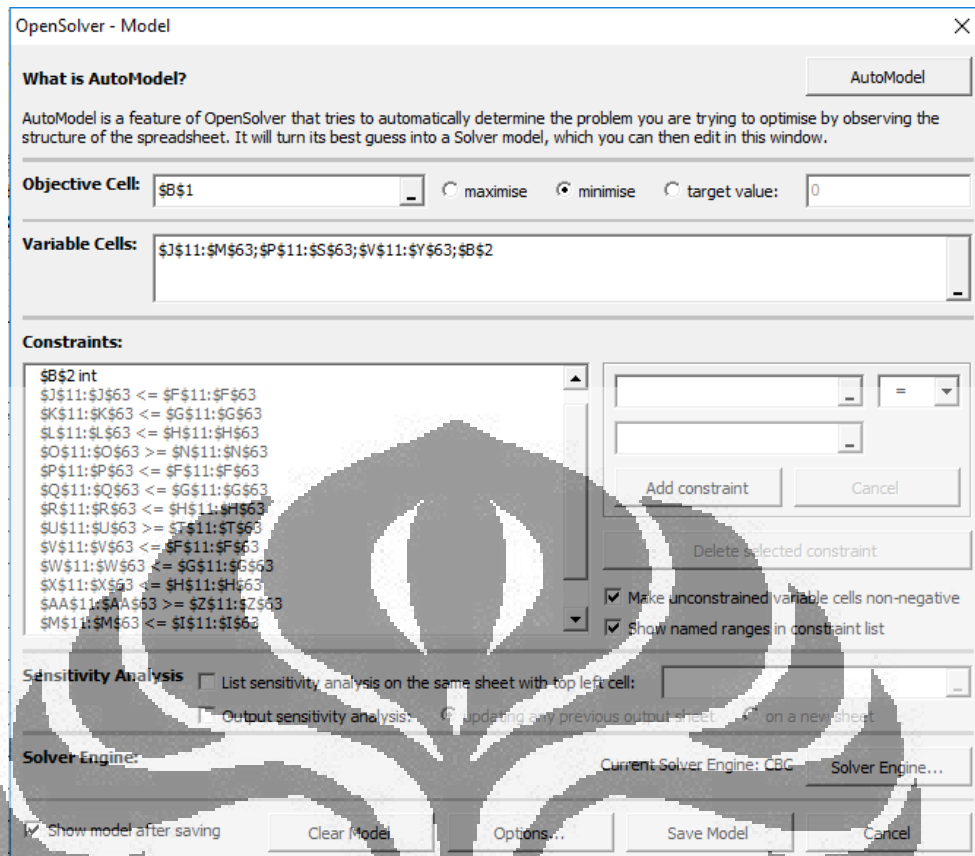 OpenSolver - Model
What is AutoModel?
AutoModel
AutoModel is a feature of OpenSolver that tries to automatically determine the problem you are trying to optimise by observing the
structure of the spreadsheet. It will turn its best guess into a Solver model, which you can then edit in this window.
Objective Cell: $B$1 _ maximise minimise target value: 0
Variable Cells: $J$11:$M$63;$P$11:$S$63;$V$11:$Y$63;$B$2 _
Constraints:
$B$2 int
$J$11:$J$63 <= $F$11:$F$63
$K$11:$K$63 <= $G$11:$G$63
$L$11:$L$63 <= $H$11:$H$63
$O$11:$O$63 >= $N$11:$N$63
$P$11:$P$63 <= $F$11:$F$63
$Q$11:$Q$63 <= $G$11:$G$63
$R$11:$R$63 <= $H$11:$H$63
$U$11:$U$63 >= $T$11:$T$63
$V$11:$V$63 <= $F$11:$F$63
$W$11:$W$63 <= $G$11:$G$63
$X$11:$X$63 <= $H$11:$H$63
$AA$11:$AA$63 >= $Z$11:$Z$63
$M$11:$M$63 <= $I$11:$I$63
_ =
_
Add constraint Cancel
Delete selected constraint
Make unconstrained variable cells non-negative
Show named ranges in constraint list
Sensitivity Analysis List sensitivity analysis on the same sheet with top left cell: _
Output sensitivity analysis: updating any previous output sheet on a new sheet
Solver Engine: Current Solver Engine: CBC Solver Engine...
Show model after saving Clear Model Options... Save Model Cancel